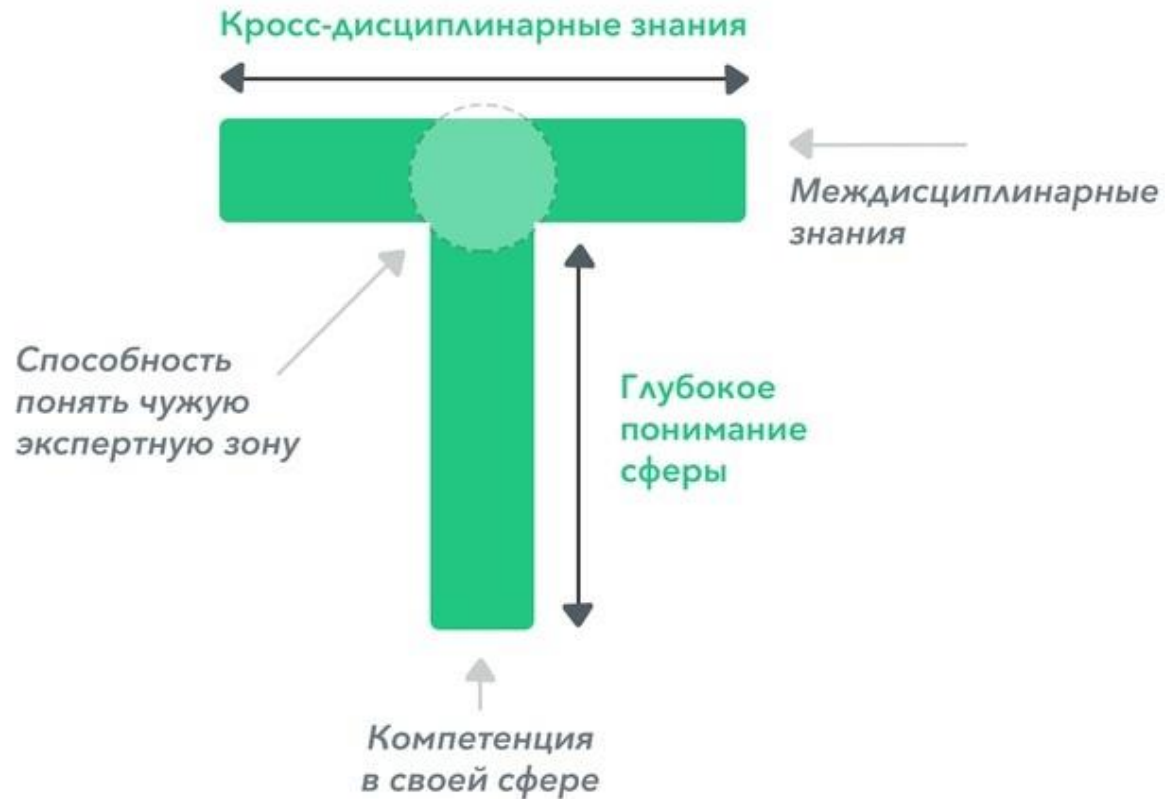 Кросс-дисциплинарные знания
Междисциплинарные
знания
Способность
понять чужую
экспертную зону
Глубокое
понимание
сферы
Компетенция
в своей сфере